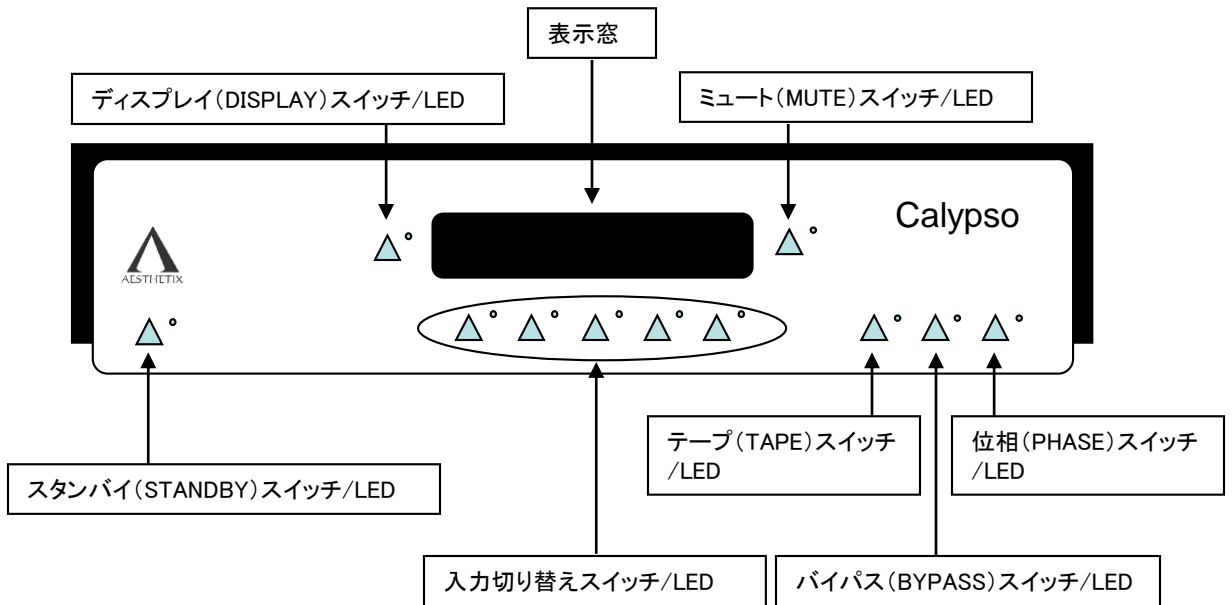 表示窓
ディスプレイ(DISPLAY)スイッチ/LED
ミュート(MUTE)スイッチ/LED
Calypso
AESTHETIX
テープ(TAPE)スイッチ
/LED
位相(PHASE)スイッチ
/LED
スタンバイ(STANDBY)スイッチ/LED
入力切り替えスイッチ/LED
バイパス(BYPASS)スイッチ/LED